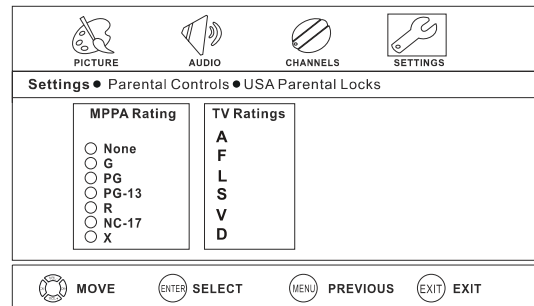 PICTURE AUDIO CHANNELS SETTINGS
Settings ● Parental Controls ● USA Parental Locks
MPPA Rating
None
G
PG
PG-13
R
NC-17
X
TV Ratings
A
F
L
S
V
D
MOVE ENTER SELECT MENU PREVIOUS EXIT EXIT